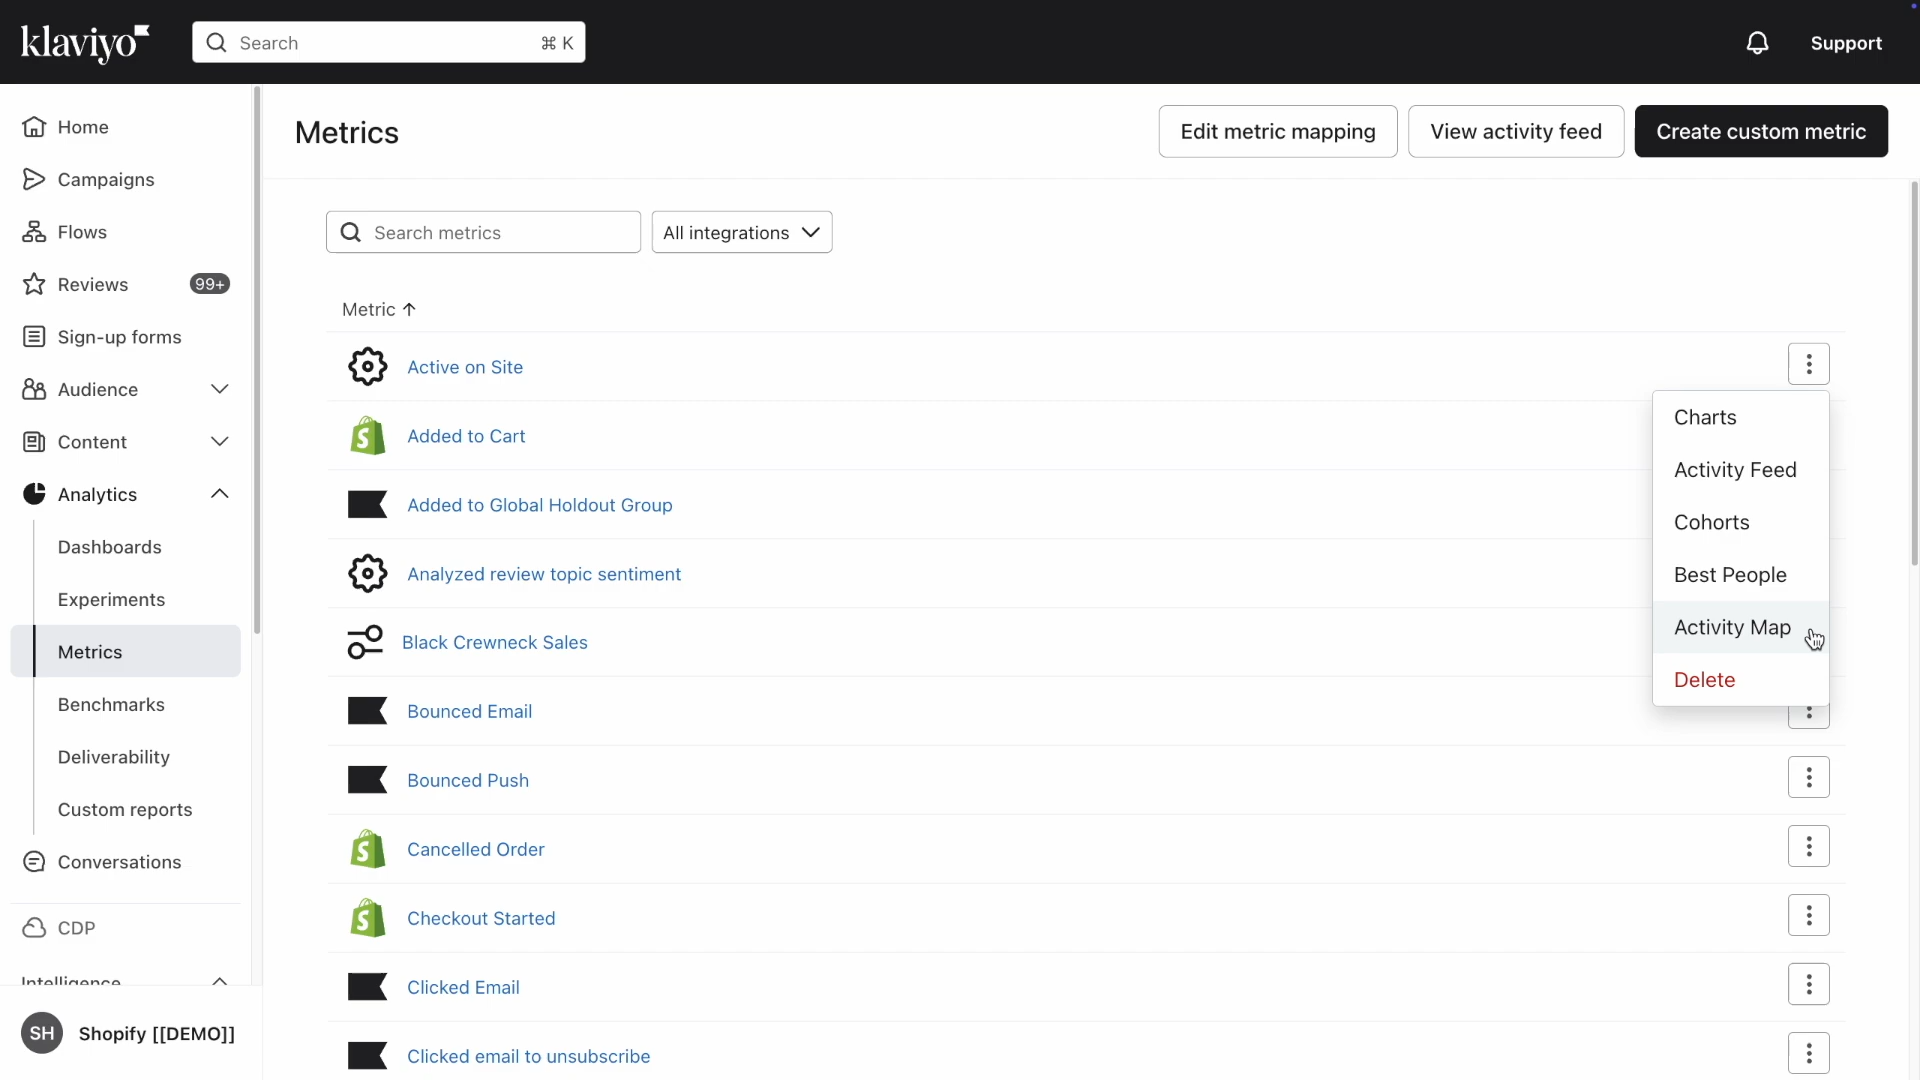 klaviyo
Search ⌘ K
Support
Home
Campaigns
Flows
Reviews 99+
Sign-up forms
Audience
Content
Analytics
Dashboards
Experiments
Metrics
Benchmarks
Deliverability
Custom reports
Conversations
CDP
Intelligence
SH Shopify [[DEMO]]
Metrics
Edit metric mapping
View activity feed
Create custom metric
Search metrics
All integrations
Metric ↑
Active on Site
Added to Cart
Added to Global Holdout Group
Analyzed review topic sentiment
Black Crewneck Sales
Bounced Email
Bounced Push
Cancelled Order
Checkout Started
Clicked Email
Clicked email to unsubscribe
Charts
Activity Feed
Cohorts
Best People
Activity Map
Delete